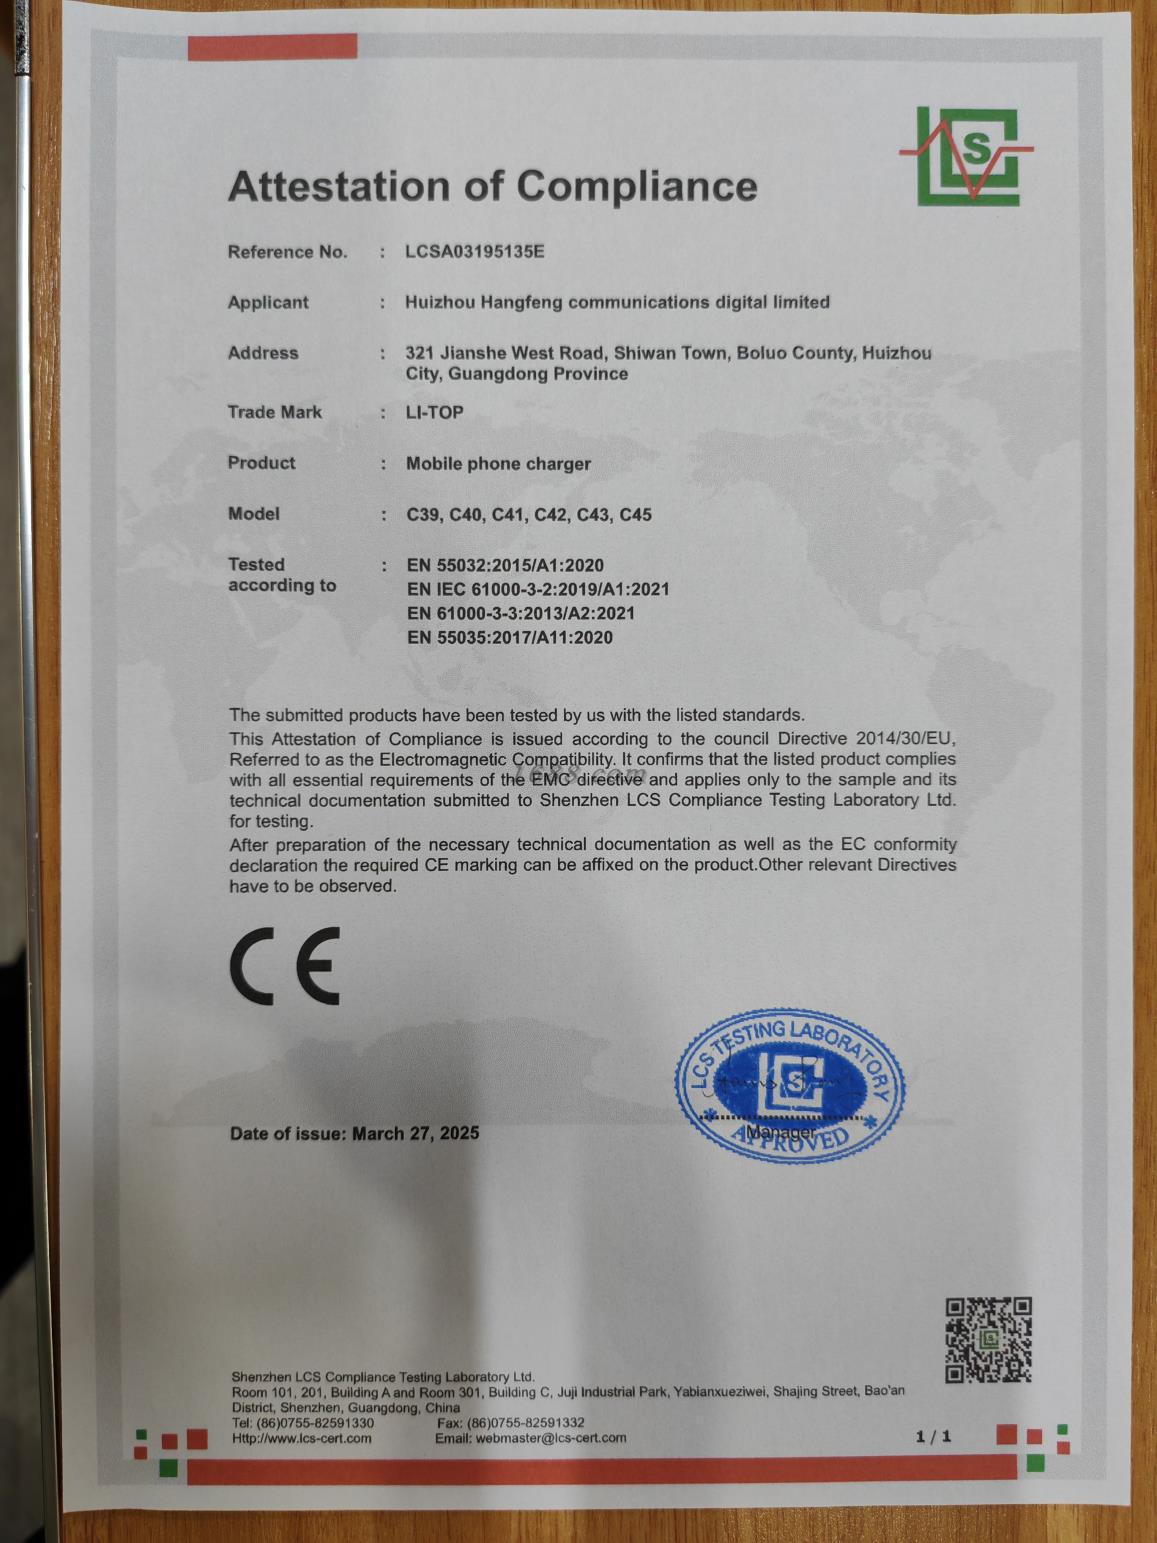 LCS
Attestation of Compliance
Reference No. : LCSA03195135E
Applicant : Huizhou Hangfeng communications digital limited
Address : 321 Jianshe West Road, Shiwan Town, Boluo County, Huizhou
City, Guangdong Province
Trade Mark : LI-TOP
Product : Mobile phone charger
Model : C39, C40, C41, C42, C43, C45
Tested : EN 55032:2015/A1:2020
according to
EN IEC 61000-3-2:2019/A1:2021
EN 61000-3-3:2013/A2:2021
EN 55035:2017/A11:2020
The submitted products have been tested by us with the listed standards.
This Attestation of Compliance is issued according to the council Directive 2014/30/EU,
Referred to as the Electromagnetic Compatibility. It confirms that the listed product complies
with all essential requirements of the EMC directive and applies only to the sample and its
1688.com
technical documentation submitted to Shenzhen LCS Compliance Testing Laboratory Ltd.
for testing.
After preparation of the necessary technical documentation as well as the EC conformity
declaration the required CE marking can be affixed on the product.Other relevant Directives
have to be observed.
CE
LCS TESTING LABORATORY
LCS
Manager
APPROVED
Date of issue: March 27, 2025
Shenzhen LCS Compliance Testing Laboratory Ltd.
Room 101, 201, Building A and Room 301, Building C, Juji Industrial Park, Yabianxueziwei, Shajing Street, Bao'an
District, Shenzhen, Guangdong, China
Tel: (86)0755-82591330 Fax: (86)0755-82591332
Http://www.lcs-cert.com Email: webmaster@lcs-cert.com
1 / 1